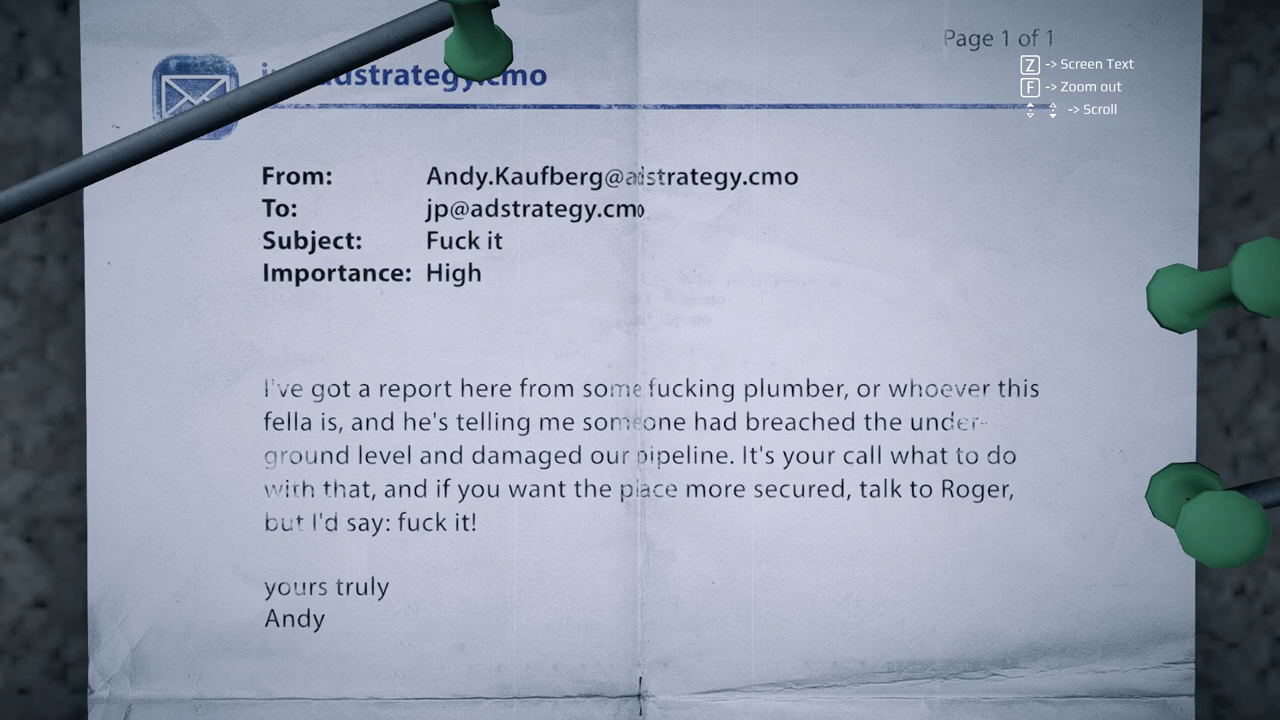 Page 1 of 1
Z -> Screen Text
adstrategy.cmo
F -> Zoom out
-> Scroll
From: Andy.Kaufberg@adstrategy.cmo
To: jp@adstrategy.cmo
Subject: Fuck it
Importance: High
I've got a report here from some fucking plumber, or whoever this
fella is, and he's telling me someone had breached the under-
ground level and damaged our pipeline. It's your call what to do
with that, and if you want the place more secured, talk to Roger,
but I'd say: fuck it!
yours truly
Andy